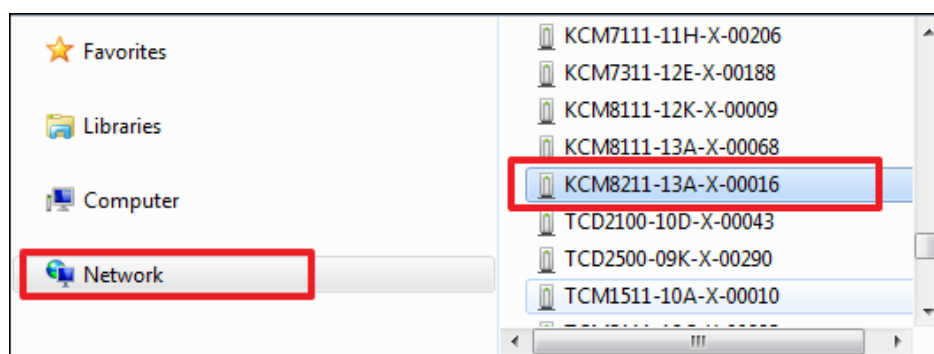 Favorites
Libraries
Computer
Network
KCM7111-11H-X-00206
KCM7311-12E-X-00188
KCM8111-12K-X-00009
KCM8111-13A-X-00068
KCM8211-13A-X-00016
TCD2100-10D-X-00043
TCD2500-09K-X-00290
TCM1511-10A-X-00010